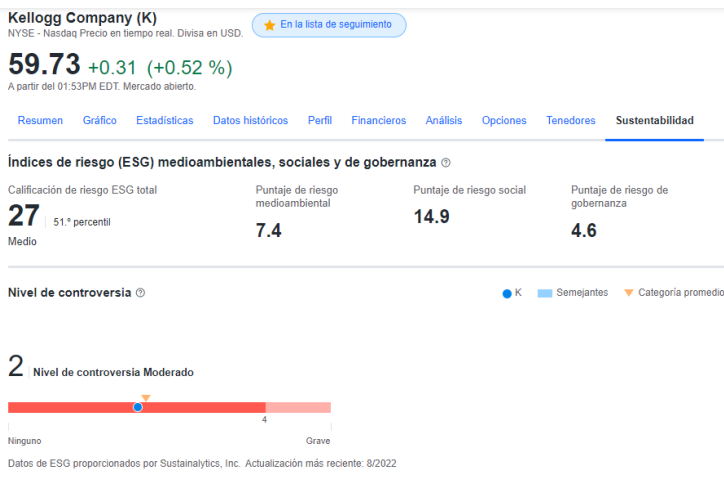 Kellogg Company (K)
NYSE - Nasdaq Precio en tiempo real. Divisa en USD.
En la lista de seguimiento
59.73 +0.31 (+0.52 %)
A partir del 01:53PM EDT. Mercado abierto.
Resumen Gráfico Estadísticas Datos históricos Perfil Financieros Análisis Opciones Tenedores Sustentabilidad
Índices de riesgo (ESG) medioambientales, sociales y de gobernanza
Calificación de riesgo ESG total
27 51.º percentil
Medio
Puntaje de riesgo
medioambiental
7.4
Puntaje de riesgo social
14.9
Puntaje de riesgo de
gobernanza
4.6
Nivel de controversia
K Semejantes Categoría promedio
2 Nivel de controversia Moderado
4
Ninguno Grave
Datos de ESG proporcionados por Sustainalytics, Inc. Actualización más reciente: 8/2022